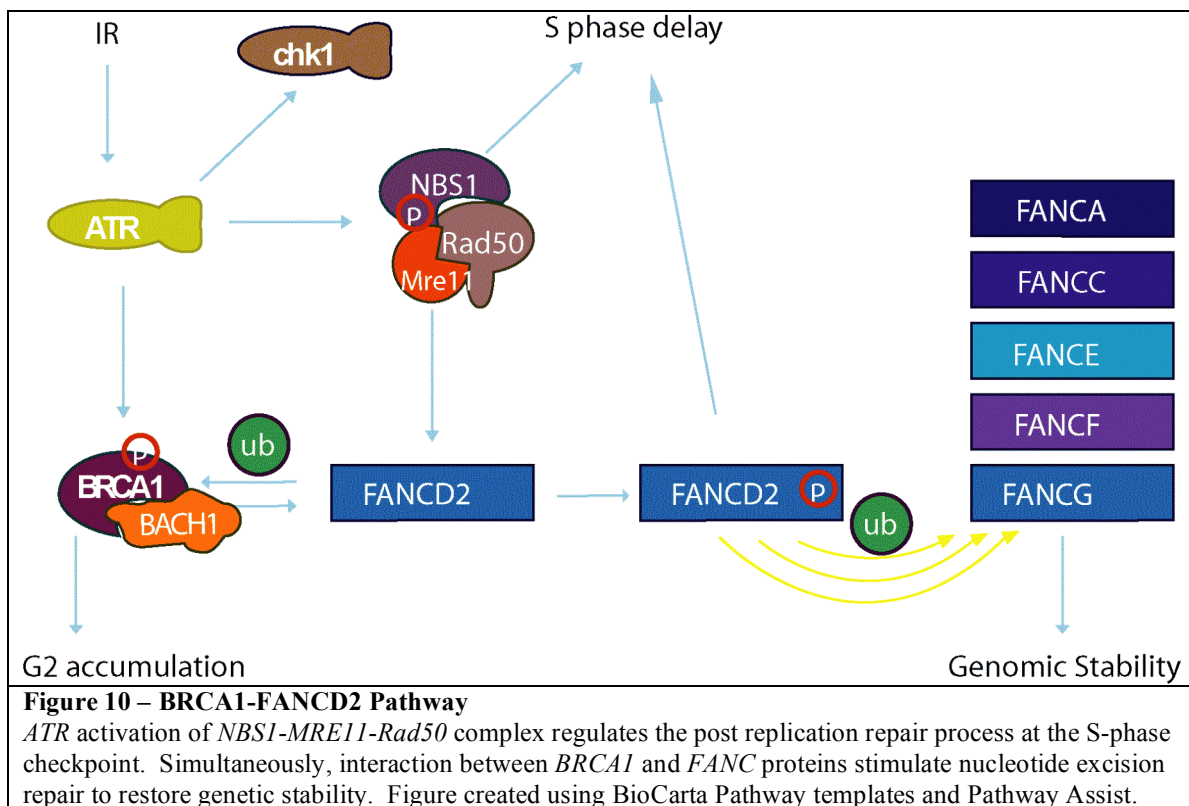 IR
S phase delay
chk1
NBS1
P
Rad50
Mre11
ATR
FANCA
FANCC
FANCE
FANCF
FANCG
P
ub
BRCA1
BACH1
FANCD2
FANCD2
P
ub
G2 accumulation
Genomic Stability
Figure 10 – BRCA1-FANCD2 Pathway
ATR activation of NBS1-MRE11-Rad50 complex regulates the post replication repair process at the S-phase
checkpoint. Simultaneously, interaction between BRCA1 and FANC proteins stimulate nucleotide excision
repair to restore genetic stability. Figure created using BioCarta Pathway templates and Pathway Assist.